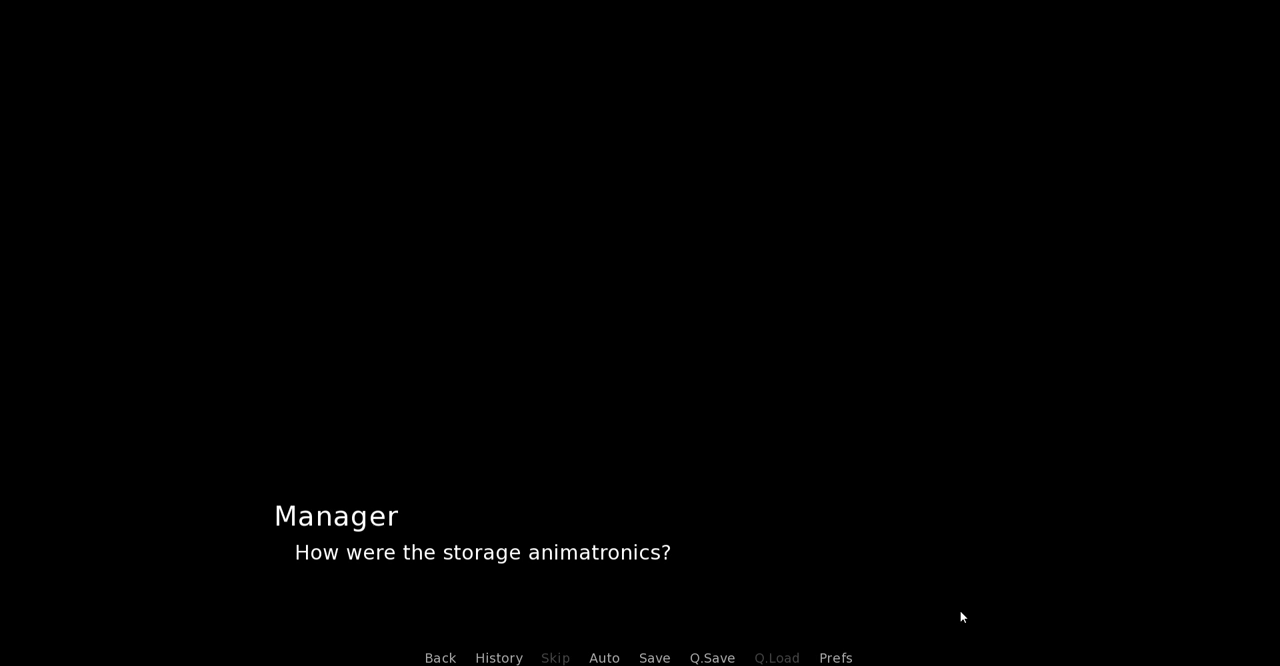 Manager
How were the storage animatronics?
Back History Skip Auto Save Q.Save Q.Load Prefs